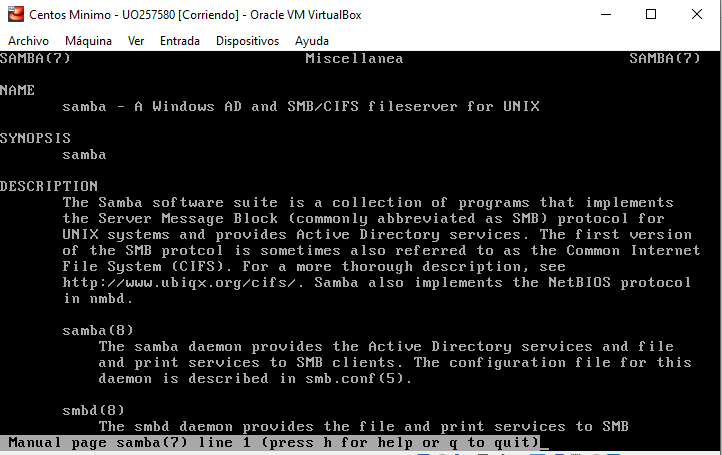 Centos Minimo - UO257580 [Corriendo] - Oracle VM VirtualBox
Archivo Máquina Ver Entrada Dispositivos Ayuda
SAMBA(7) Miscellanea SAMBA(7)
NAME
samba - A Windows AD and SMB/CIFS fileserver for UNIX
SYNOPSIS
samba
DESCRIPTION
The Samba software suite is a collection of programs that implements
the Server Message Block (commonly abbreviated as SMB) protocol for
UNIX systems and provides Active Directory services. The first version
of the SMB protcol is sometimes also referred to as the Common Internet
File System (CIFS). For a more thorough description, see
http://www.ubiqx.org/cifs/. Samba also implements the NetBIOS protocol
in nmbd.
samba(8)
The samba daemon provides the Active Directory services and file
and print services to SMB clients. The configuration file for this
daemon is described in smb.conf(5).
smbd(8)
The smbd daemon provides the file and print services to SMB
Manual page samba(7) line 1 (press h for help or q to quit)